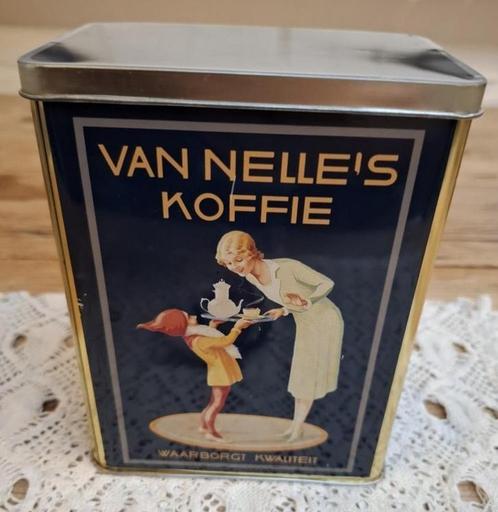 VAN NELLE'S
KOFFIE
WAARBORGT KWALITEIT